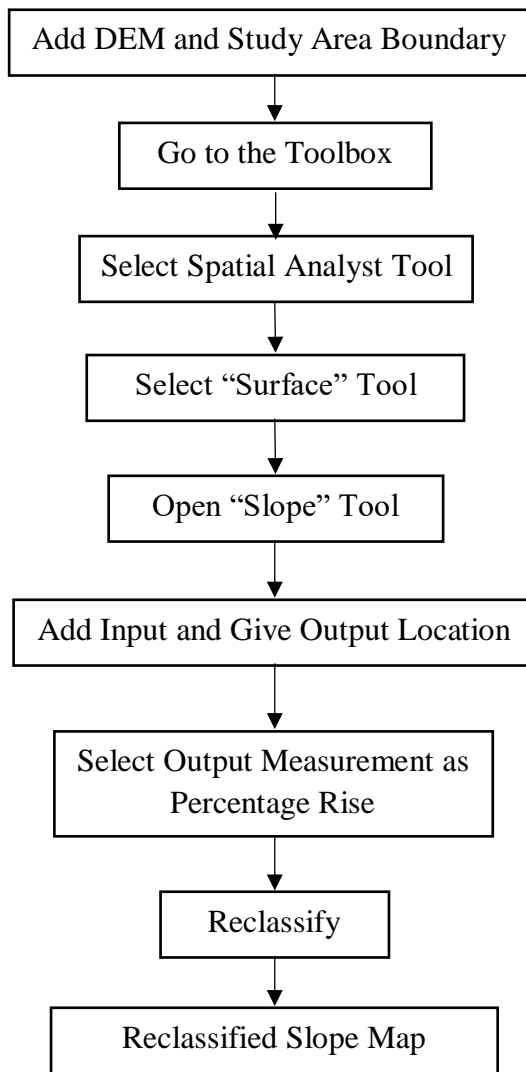 Add DEM and Study Area Boundary
Go to the Toolbox
Select Spatial Analyst Tool
Select “Surface” Tool
Open “Slope” Tool
Add Input and Give Output Location
Select Output Measurement as
Percentage Rise
Reclassify
Reclassified Slope Map